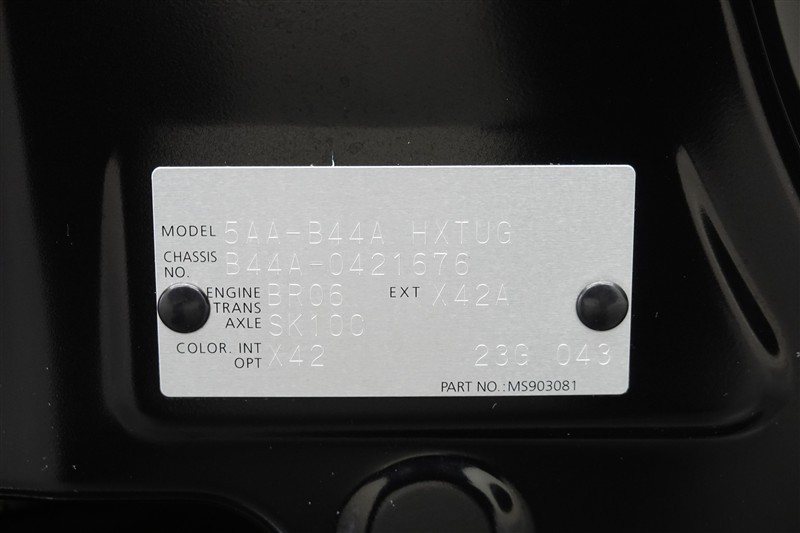 MODEL 5AA-B44A HXTUG
CHASSIS NO. B44A-0421676
ENGINE BR06 EXT X42A
TRANS AXLE SK100
COLOR. INT X42
OPT 23G 043
PART NO.:MS903081